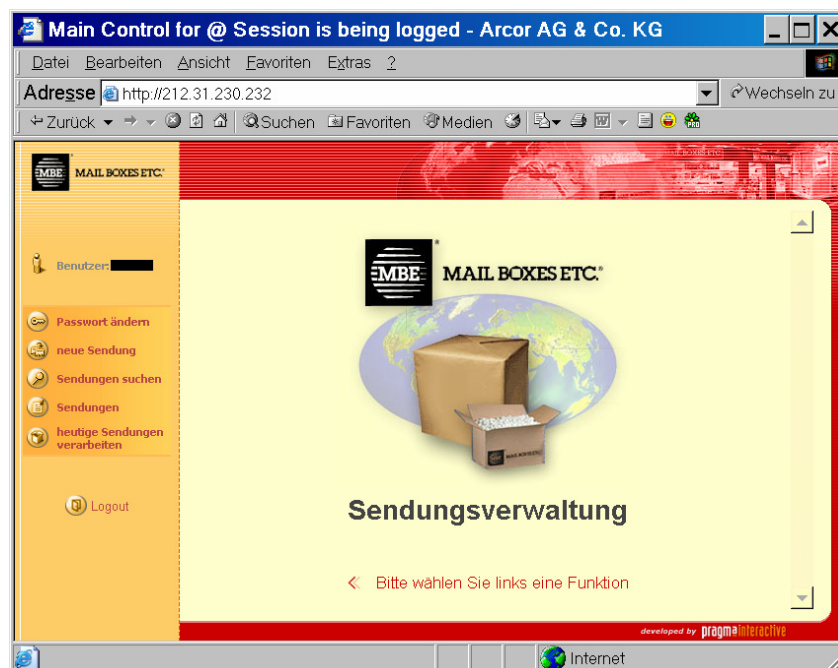 Main Control for @ Session is being logged - Arcor AG & Co. KG
Datei Bearbeiten Ansicht Favoriten Extras ?
Adresse http://212.31.230.232 Wechseln zu
Zurück Suchen Favoriten Medien
MBE MAIL BOXES ETC.®
Benutzer:
MBE MAIL BOXES ETC.®
Passwort ändern
neue Sendung
Sendungen suchen
Sendungen
heutige Sendungen
verarbeiten
Logout
Sendungsverwaltung
Bitte wählen Sie links eine Funktion
developed by pragmainteractive
Internet